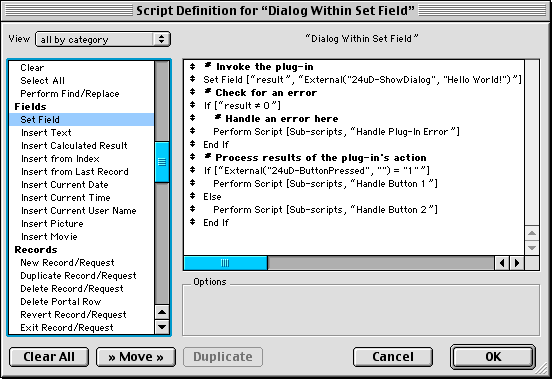 Script Definition for “Dialog Within Set Field”
View all by category
“Dialog Within Set Field”
Clear
Select All
Perform Find/Replace
Fields
Set Field
Insert Text
Insert Calculated Result
Insert from Index
Insert from Last Record
Insert Current Date
Insert Current Time
Insert Current User Name
Insert Picture
Insert Movie
Records
New Record/Request
Duplicate Record/Request
Delete Record/Request
Delete Portal Row
Revert Record/Request
Exit Record/Request
# Invoke the plug-in
Set Field [“result”, “External("24uD-ShowDialog", "Hello World!")”]
# Check for an error
If [“result ≠ 0”]
# Handle an error here
Perform Script [Sub-scripts, “Handle Plug-In Error”]
End If
# Process results of the plug-in's action
If [“External("24uD-ButtonPressed", "") = "1"”]
Perform Script [Sub-scripts, “Handle Button 1”]
Else
Perform Script [Sub-scripts, “Handle Button 2”]
End If
Options
Clear All
» Move »
Duplicate
Cancel
OK